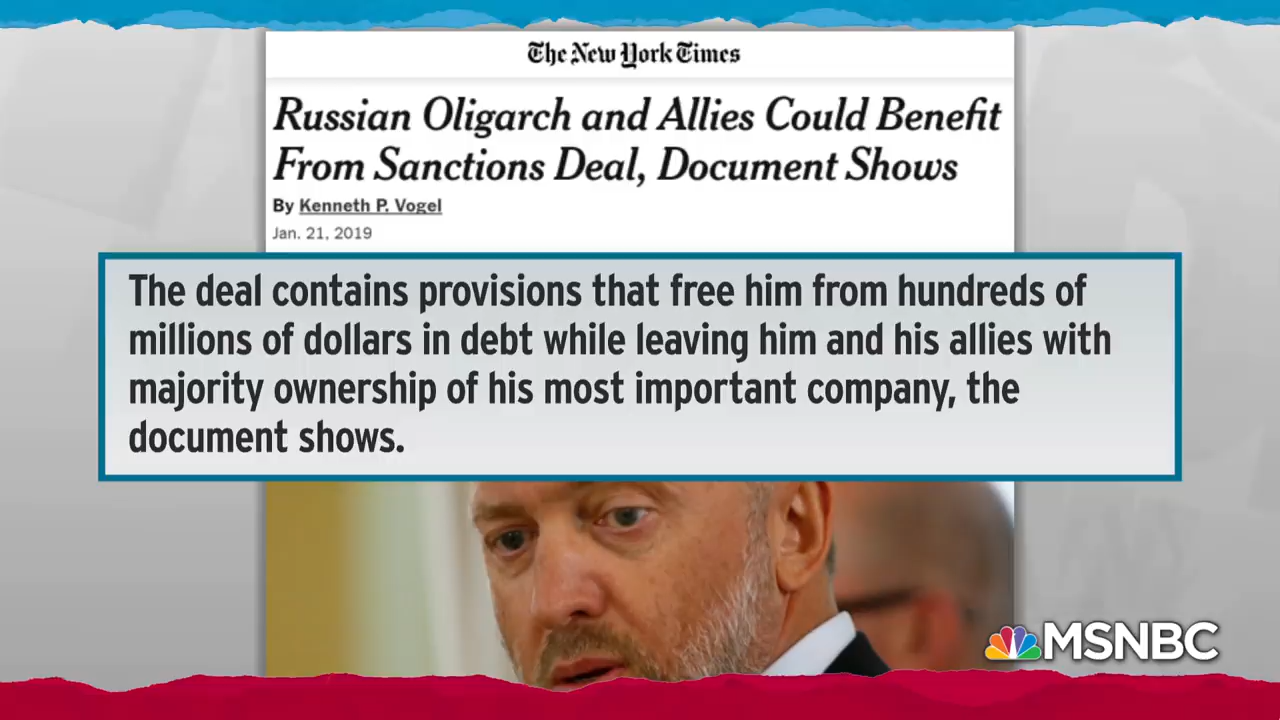 The New York Times
Russian Oligarch and Allies Could Benefit
From Sanctions Deal, Document Shows
By Kenneth P. Vogel
Jan. 21, 2019
The deal contains provisions that free him from hundreds of
millions of dollars in debt while leaving him and his allies with
majority ownership of his most important company, the
document shows.
MSNBC